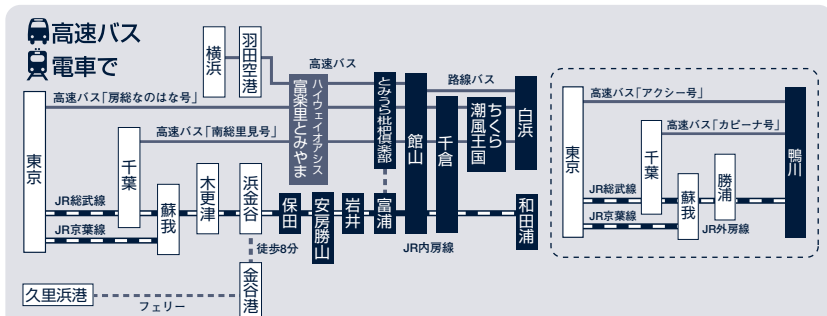 高速バス
電車で
横浜
羽田空港
高速バス
ハイウェイオアシス
富楽里とみやま
とみうら枇杷倶楽部
館山
路線バス
白浜
高速バス「房総なのはな号」
高速バス「南総里見号」
東京
千葉
千倉
ちくら
潮風王国
JR総武線
JR京葉線
蘇我
木更津
浜金谷
保田
安房勝山
岩井
富浦
和田浦
JR内房線
徒歩8分
金谷港
久里浜港
フェリー
高速バス「アクシー号」
高速バス「カピーナ号」
東京
千葉
蘇我
勝浦
鴨川
JR総武線
JR京葉線
JR外房線